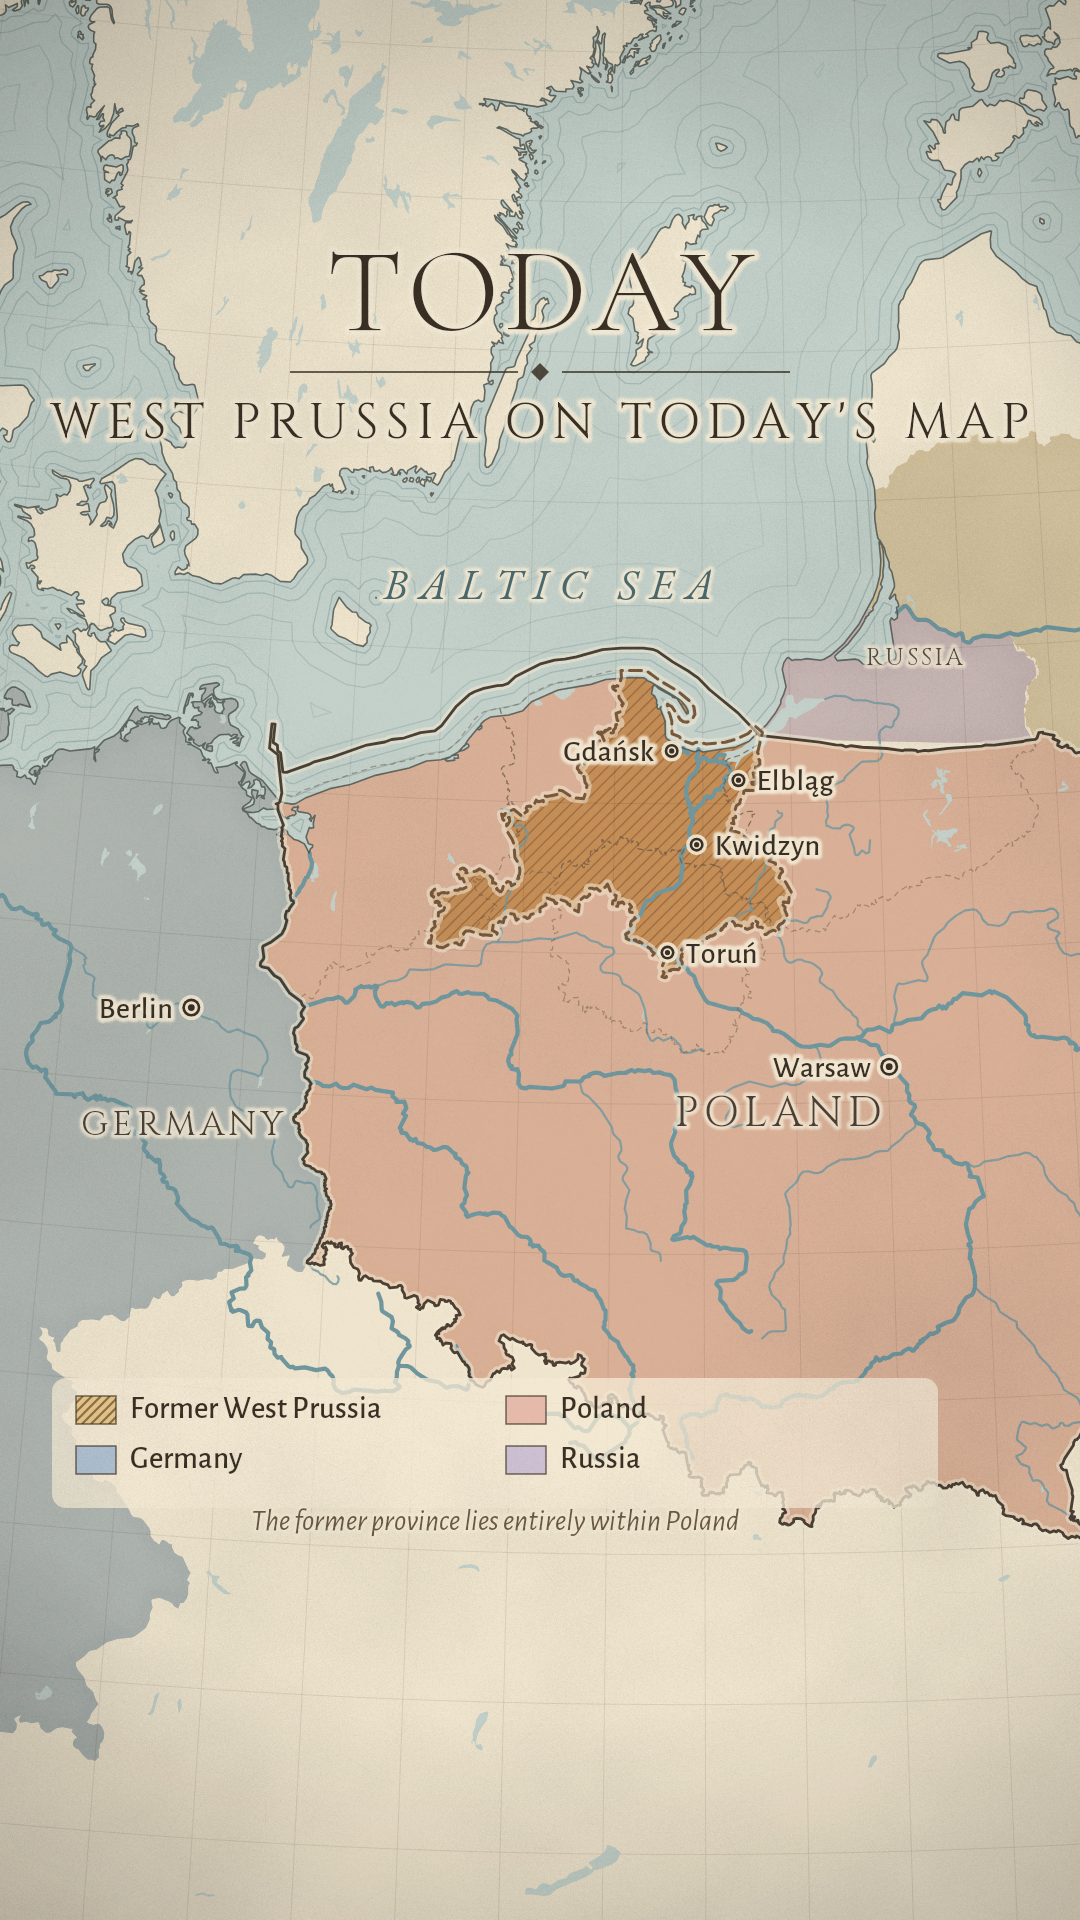 TODAY
WEST PRUSSIA ON TODAY'S MAP
BALTIC SEA
RUSSIA
Gdańsk
Elbląg
Kwidzyn
Toruń
Berlin
Warsaw
GERMANY
POLAND
Former West Prussia
Poland
Germany
Russia
The former province lies entirely within Poland